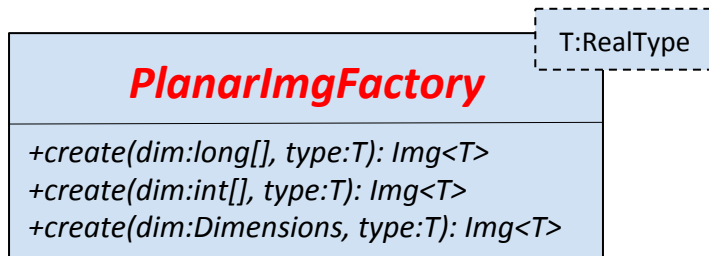 T:RealType
PlanarImgFactory
+create(dim:long[], type:T): Img<T>
+create(dim:int[], type:T): Img<T>
+create(dim:Dimensions, type:T): Img<T>